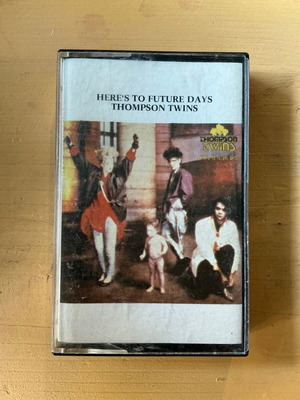 HERE'S TO FUTURE DAYS
THOMPSON TWINS
THOMPSON
TWINS